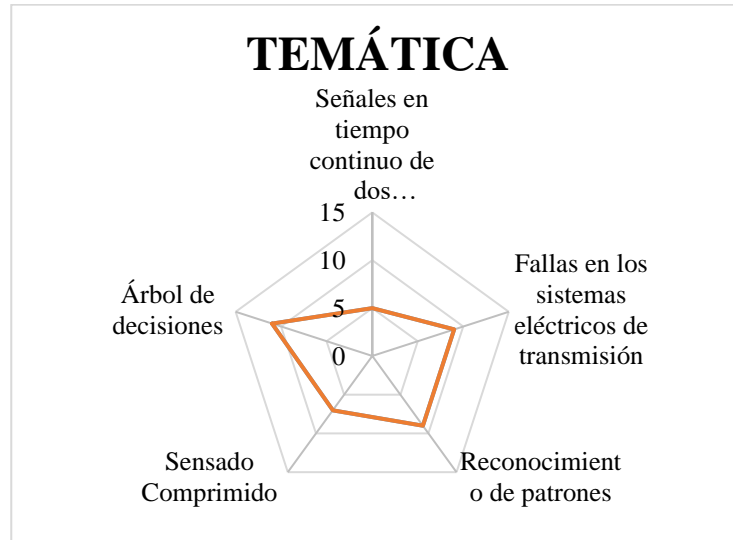 TEMÁTICA
Señales en
tiempo
continuo de
dos…
15
10
5
0
Fallas en los
sistemas
eléctricos de
transmisión
Árbol de
decisiones
Sensado
Comprimido
Reconocimient
o de patrones